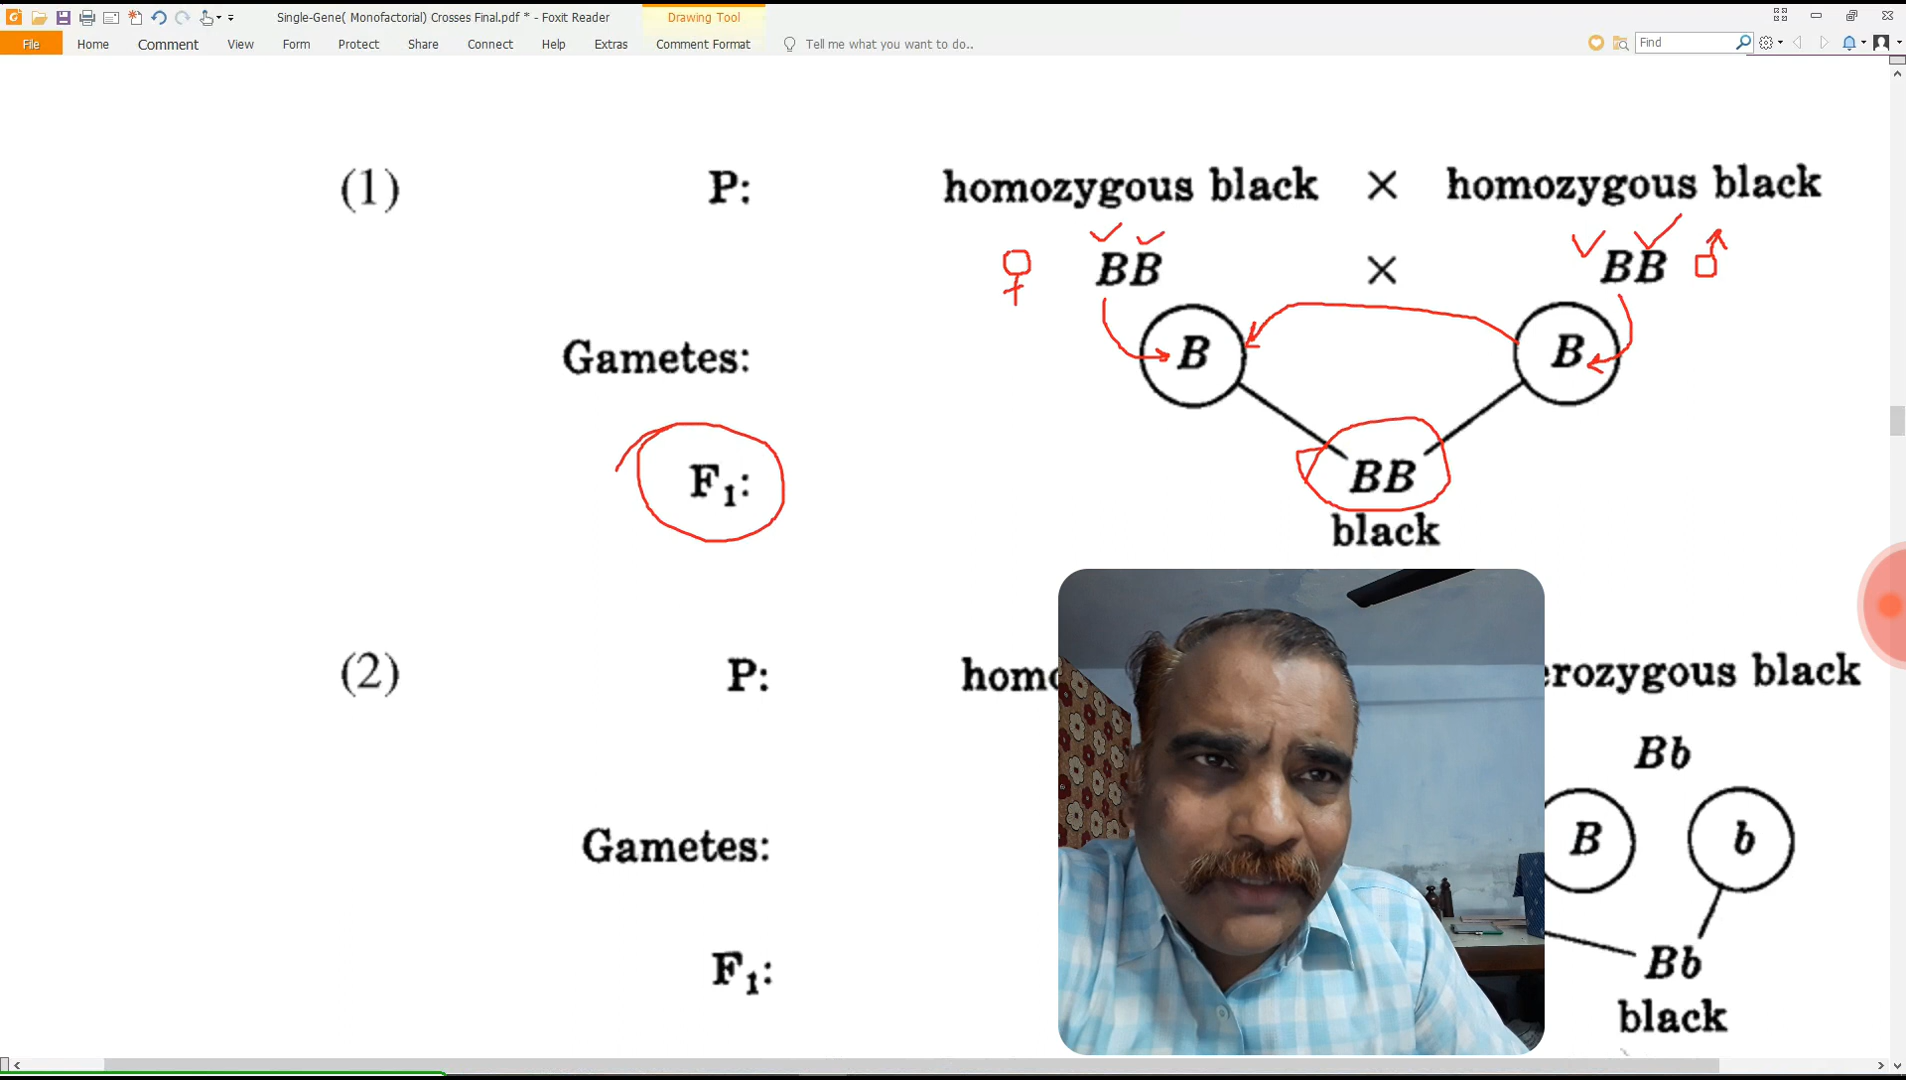 Single-Gene( Monofactorial) Crosses Final.pdf * - Foxit Reader
Drawing Tool
File Home Comment View Form Protect Share Connect Help Extras Comment Format Tell me what you want to do.. Find
(1) P: homozygous black × homozygous black
♀ BB × BB ♂
Gametes: B B
F1: BB
black
(2) P: homo erozygous black
Bb
Gametes: B b
F1: Bb
black